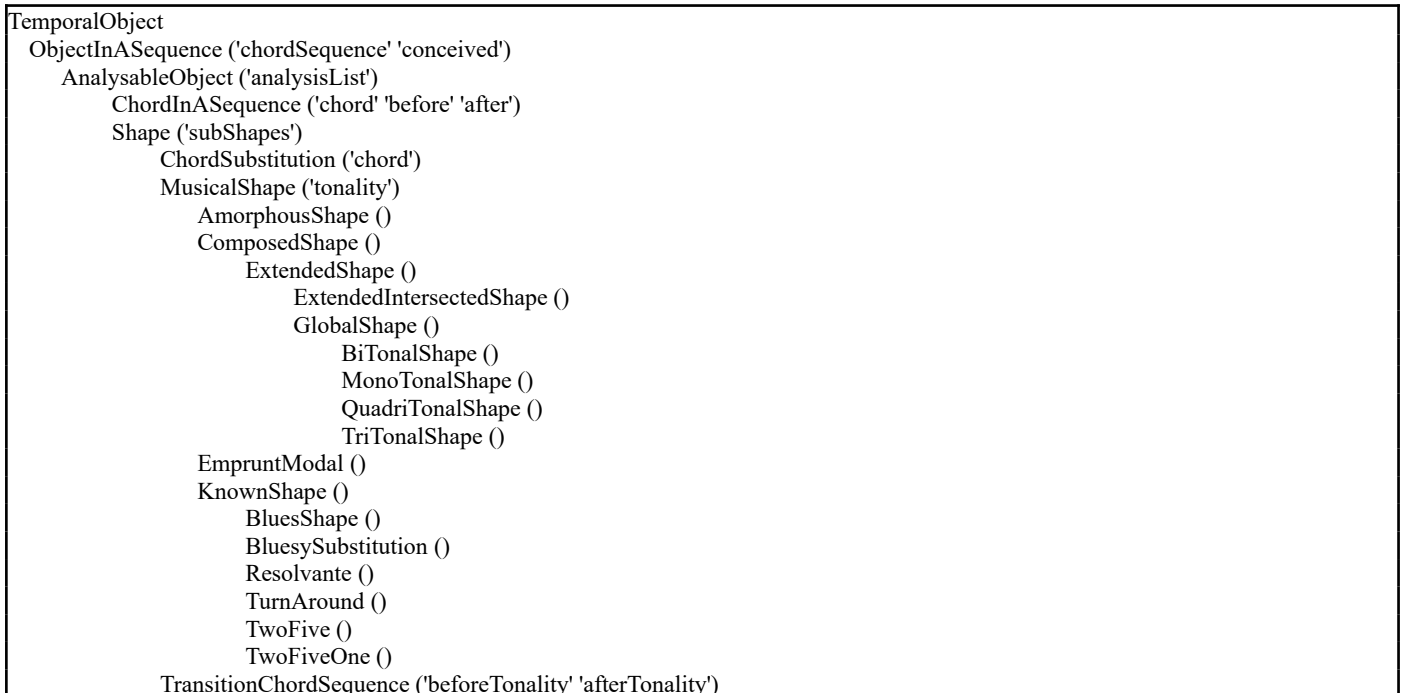 TemporalObject
ObjectInASequence ('chordSequence' 'conceived')
AnalysableObject ('analysisList')
ChordInASequence ('chord' 'before' 'after')
Shape ('subShapes')
ChordSubstitution ('chord')
MusicalShape ('tonality')
AmorphousShape ()
ComposedShape ()
ExtendedShape ()
ExtendedIntersectedShape ()
GlobalShape ()
BiTonalShape ()
MonoTonalShape ()
QuadriTonalShape ()
TriTonalShape ()
EmpruntModal ()
KnownShape ()
BluesShape ()
BluesySubstitution ()
Resolvante ()
TurnAround ()
TwoFive ()
TwoFiveOne ()
TransitionChordSequence ('beforeTonality' 'afterTonality')